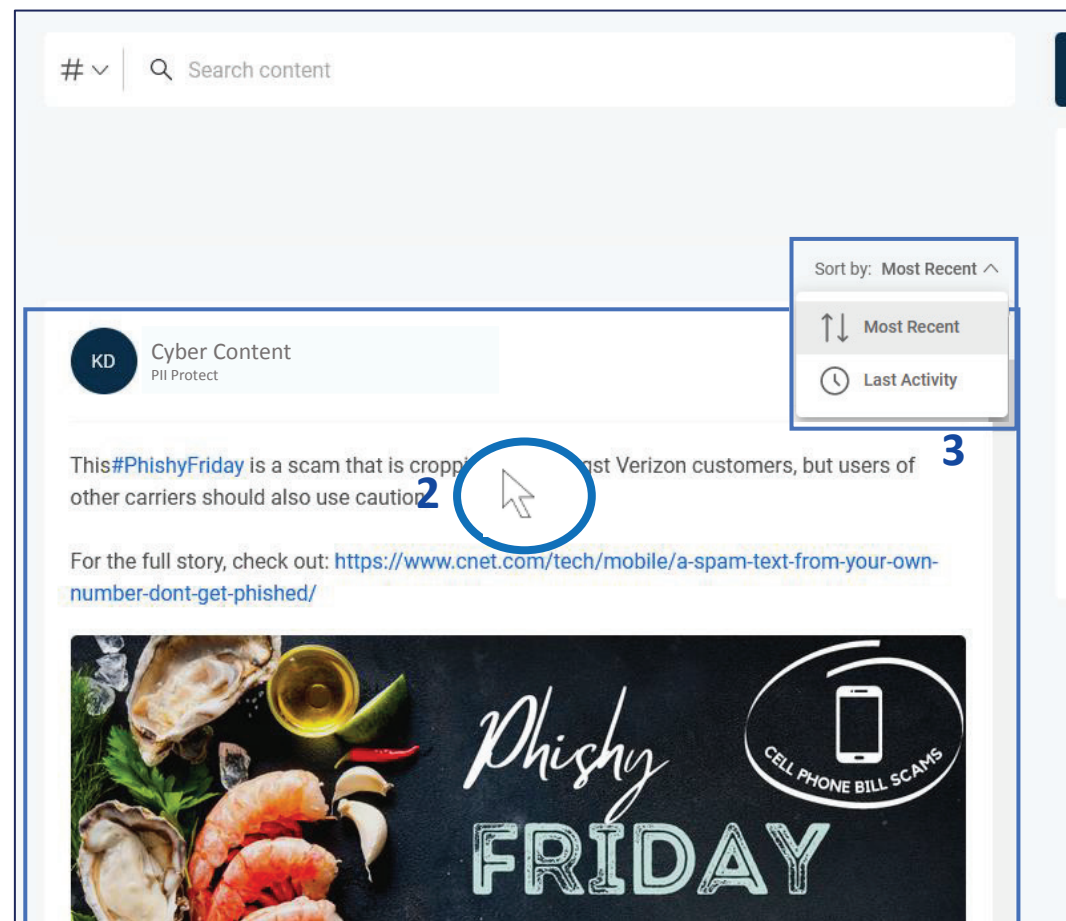 # Search content
Sort by: Most Recent
Most Recent
Last Activity
3
KD
Cyber Content
PII Protect
This#PhishyFriday is a scam that is croppi gst Verizon customers, but users of
other carriers should also use caution
2
For the full story, check out: https://www.cnet.com/tech/mobile/a-spam-text-from-your-own-
number-dont-get-phished/
Phishy
FRIDAY
CELL PHONE BILL SCAMS